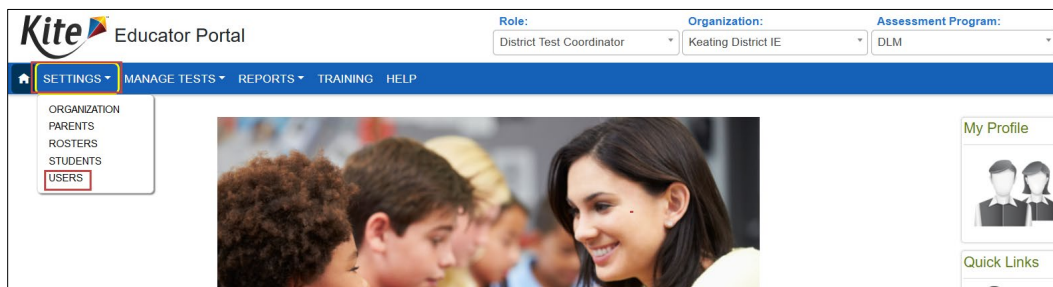 Kite Educator Portal
Role:
District Test Coordinator
Organization:
Keating District IE
Assessment Program:
DLM
SETTINGS MANAGE TESTS REPORTS TRAINING HELP
ORGANIZATION
PARENTS
ROSTERS
STUDENTS
USERS
My Profile
Quick Links